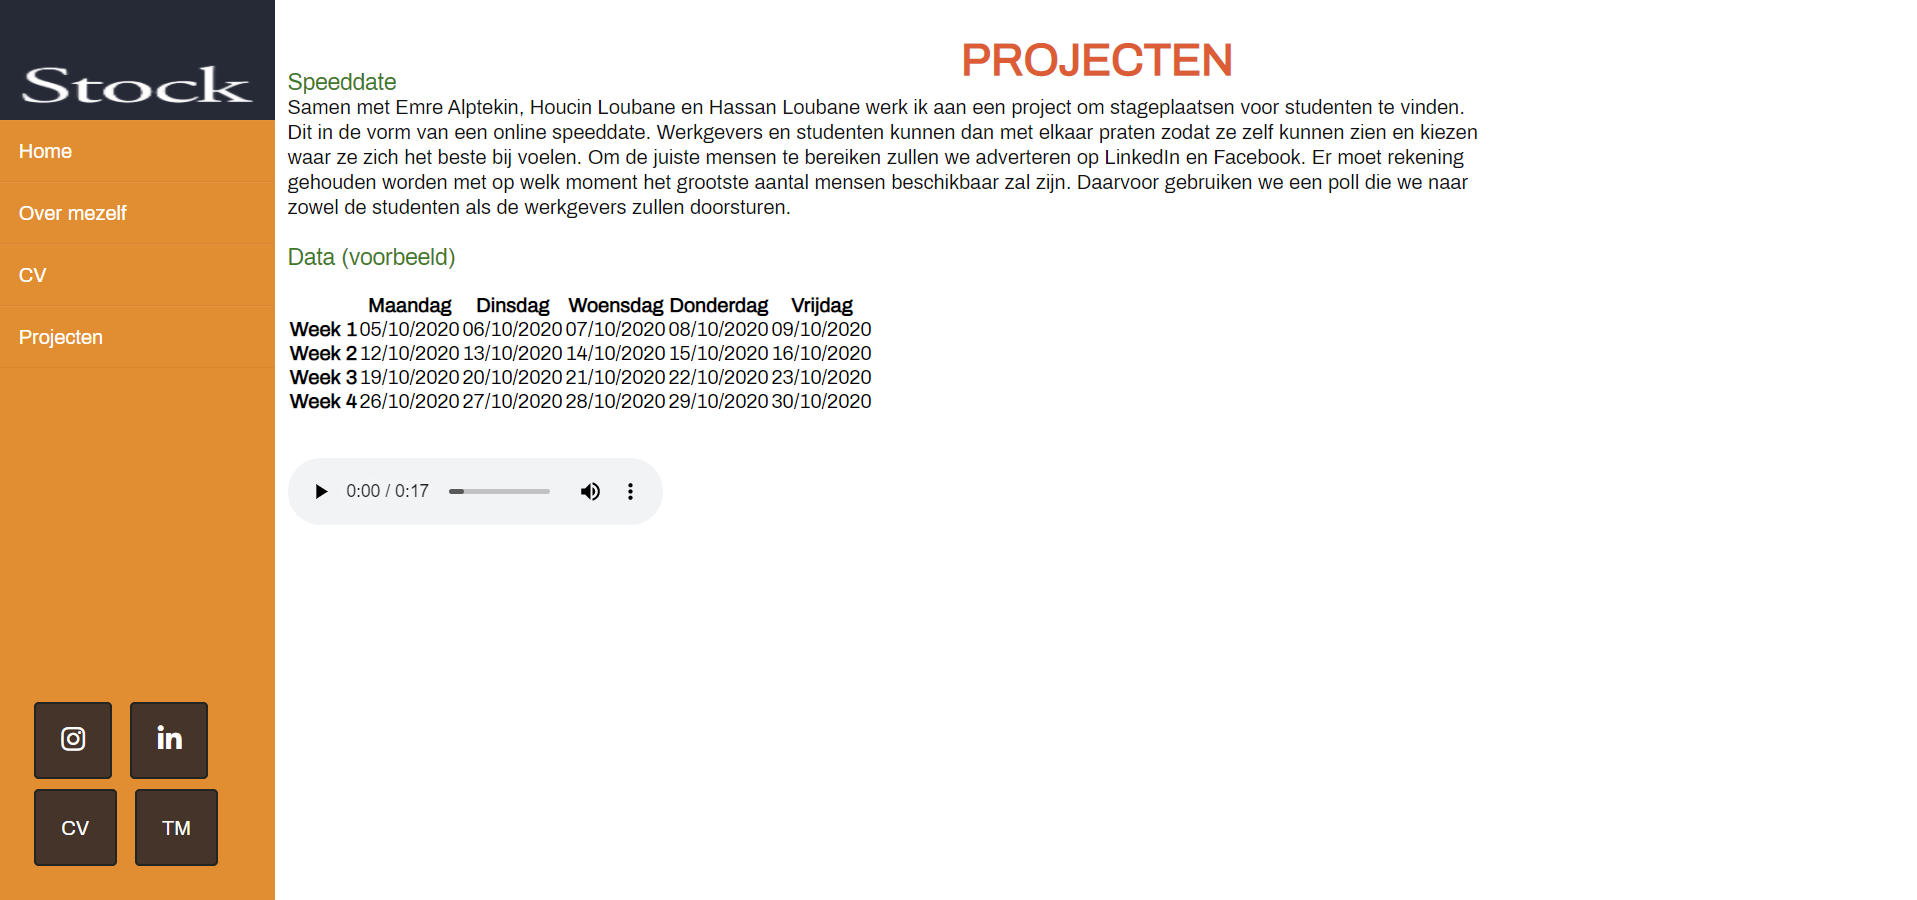 Stock
Home
Over mezelf
CV
Projecten
CV
TM
PROJECTEN
Speeddate
Samen met Emre Alptekin, Houcin Loubane en Hassan Loubane werk ik aan een project om stageplaatsen voor studenten te vinden.
Dit in de vorm van een online speeddate. Werkgevers en studenten kunnen dan met elkaar praten zodat ze zelf kunnen zien en kiezen
waar ze zich het beste bij voelen. Om de juiste mensen te bereiken zullen we adverteren op LinkedIn en Facebook. Er moet rekening
gehouden worden met op welk moment het grootste aantal mensen beschikbaar zal zijn. Daarvoor gebruiken we een poll die we naar
zowel de studenten als de werkgevers zullen doorsturen.
Data (voorbeeld)
Maandag Dinsdag Woensdag Donderdag Vrijdag
Week 1 05/10/2020 06/10/2020 07/10/2020 08/10/2020 09/10/2020
Week 2 12/10/2020 13/10/2020 14/10/2020 15/10/2020 16/10/2020
Week 3 19/10/2020 20/10/2020 21/10/2020 22/10/2020 23/10/2020
Week 4 26/10/2020 27/10/2020 28/10/2020 29/10/2020 30/10/2020
0:00 / 0:17